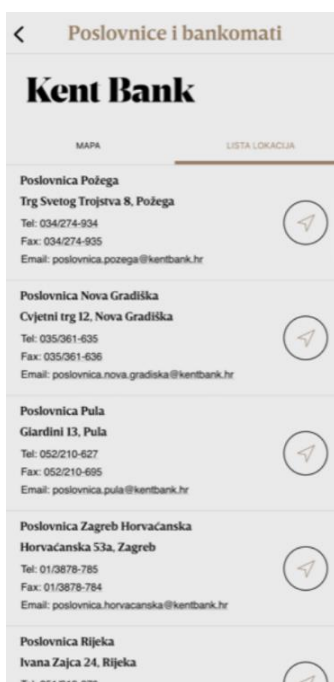 Poslovnice i bankomati
Kent Bank
MAPA
LISTA LOKACIJA
Poslovnica Požega
Trg Svetog Trojstva 8, Požega
Tel: 034/274-934
Fax: 034/274-935
Email: poslovnica.pozega@kentbank.hr
Poslovnica Nova Gradiška
Cvjetni trg 12, Nova Gradiška
Tel: 035/361-635
Fax: 035/361-636
Email: poslovnica.nova.gradiska@kentbank.hr
Poslovnica Pula
Giardini 13, Pula
Tel: 052/210-627
Fax: 052/210-695
Email: poslovnica.pula@kentbank.hr
Poslovnica Zagreb Horvaćanska
Horvaćanska 53a, Zagreb
Tel: 01/3878-785
Fax: 01/3878-784
Email: poslovnica.horvacanska@kentbank.hr
Poslovnica Rijeka
Ivana Zajca 24, Rijeka